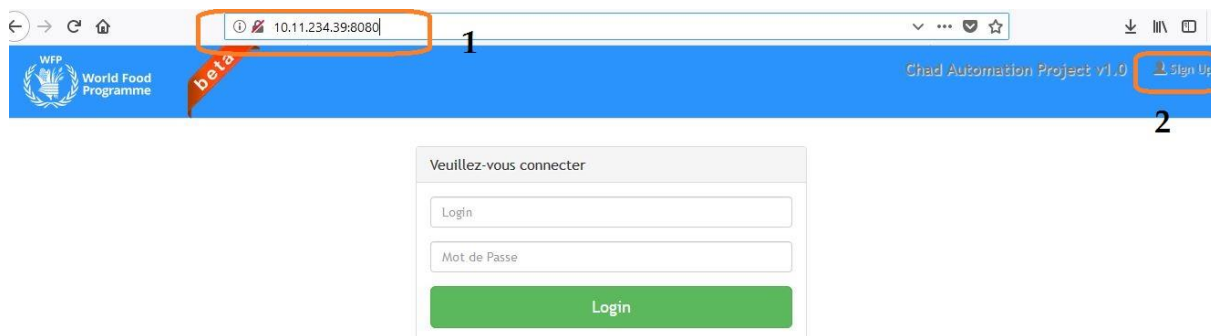 10.11.234.39:8080
1
WFP
World Food
Programme
beta
Chad Automation Project v1.0
Sign Up
2
Veuillez-vous connecter
Login
Mot de Passe
Login